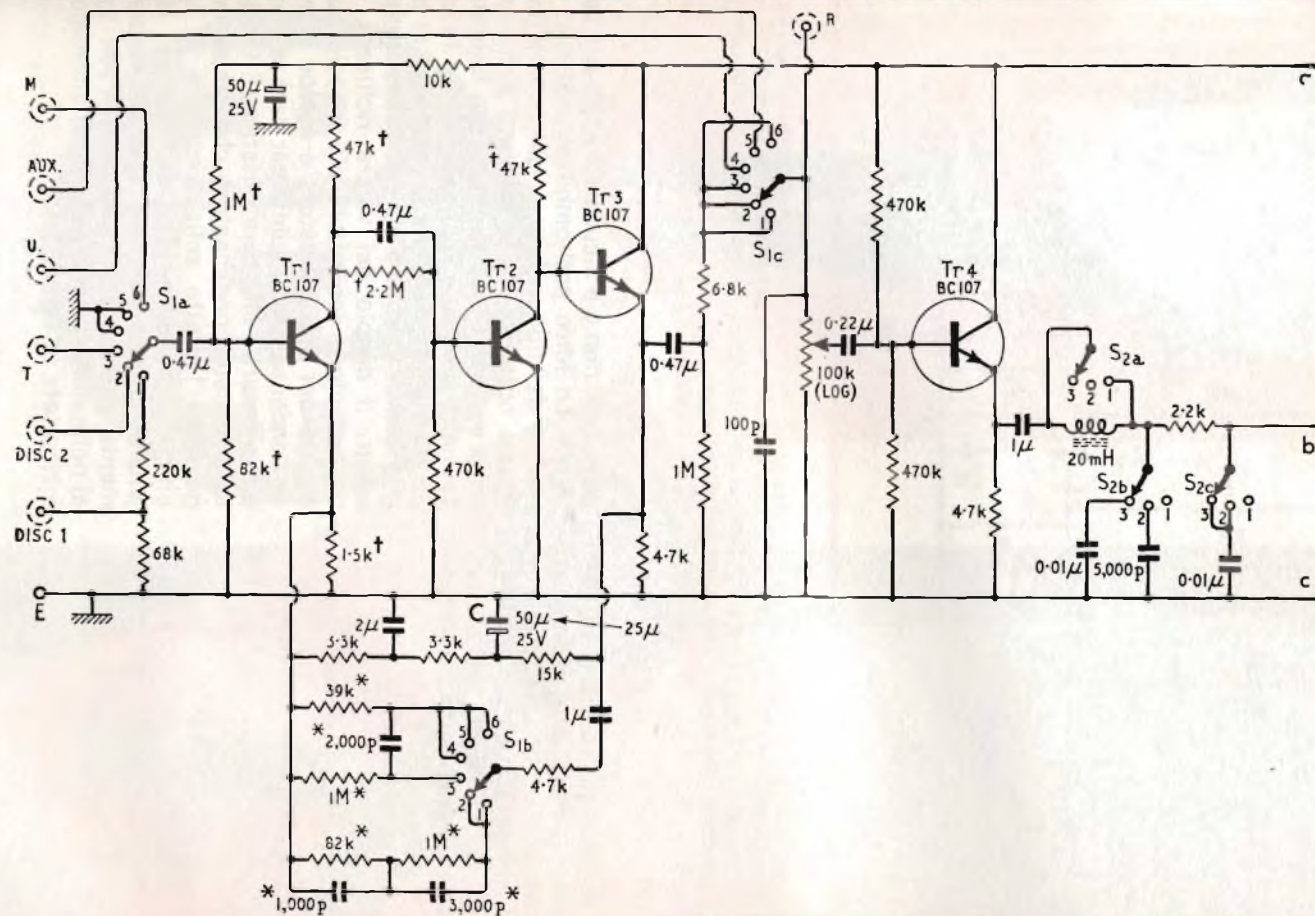 R
M
AUX.
U
T
DISC 2
DISC 1
E
50µ
25V
10k
47k†
†47k
1M†
0·47µ
†2·2M
Tr1
BC107
Tr2
BC107
Tr3
BC107
Tr4
BC107
S1a
6
5
4
3
2
1
0·47µ
220k
68k
82k†
1·5k†
470k
0·47µ
4·7k
6
5
4
3
2
1
S1c
6·8k
1M
100p
0·22µ
100k
(LOG)
470k
470k
4·7k
1µ
S2a
3
2
1
20mH
2·2k
b
S2b
3
2
1
S2c
3
2
1
0·01µ
5,000p
0·01µ
c
2µ
C
50µ
25V
25µ
3·3k
3·3k
15k
39k*
*2,000p
1M*
6
5
4
3
2
1
S1b
4·7k
1µ
82k*
1M*
*1,000p
3,000p*